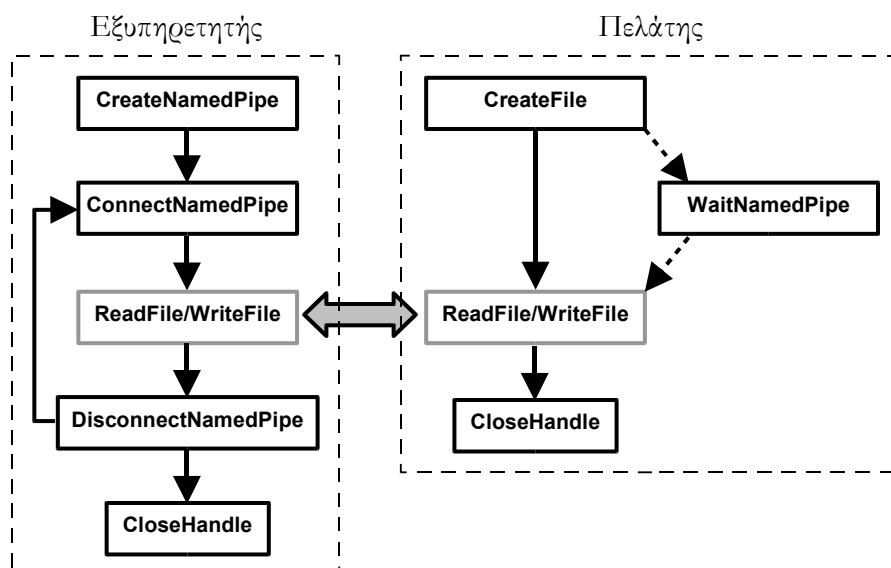 Εξυπηρετητής
CreateNamedPipe
ConnectNamedPipe
ReadFile/WriteFile
DisconnectNamedPipe
CloseHandle
Πελάτης
CreateFile
WaitNamedPipe
ReadFile/WriteFile
CloseHandle